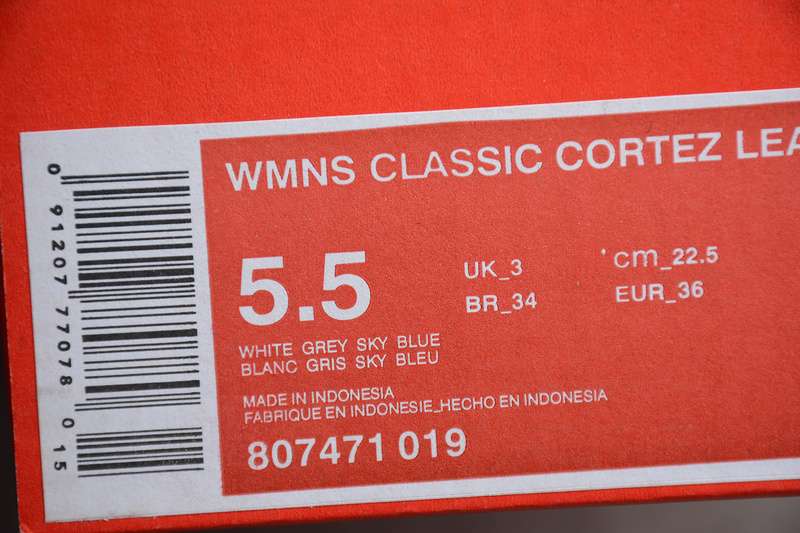 WMNS CLASSIC CORTEZ LEA
5.5
UK_3
cm_22.5
BR_34
EUR_36
WHITE GREY SKY BLUE
BLANC GRIS SKY BLEU
MADE IN INDONESIA
FABRIQUE EN INDONESIE_HECHO EN INDONESIA
807471 019
0 91207 77078 0 15